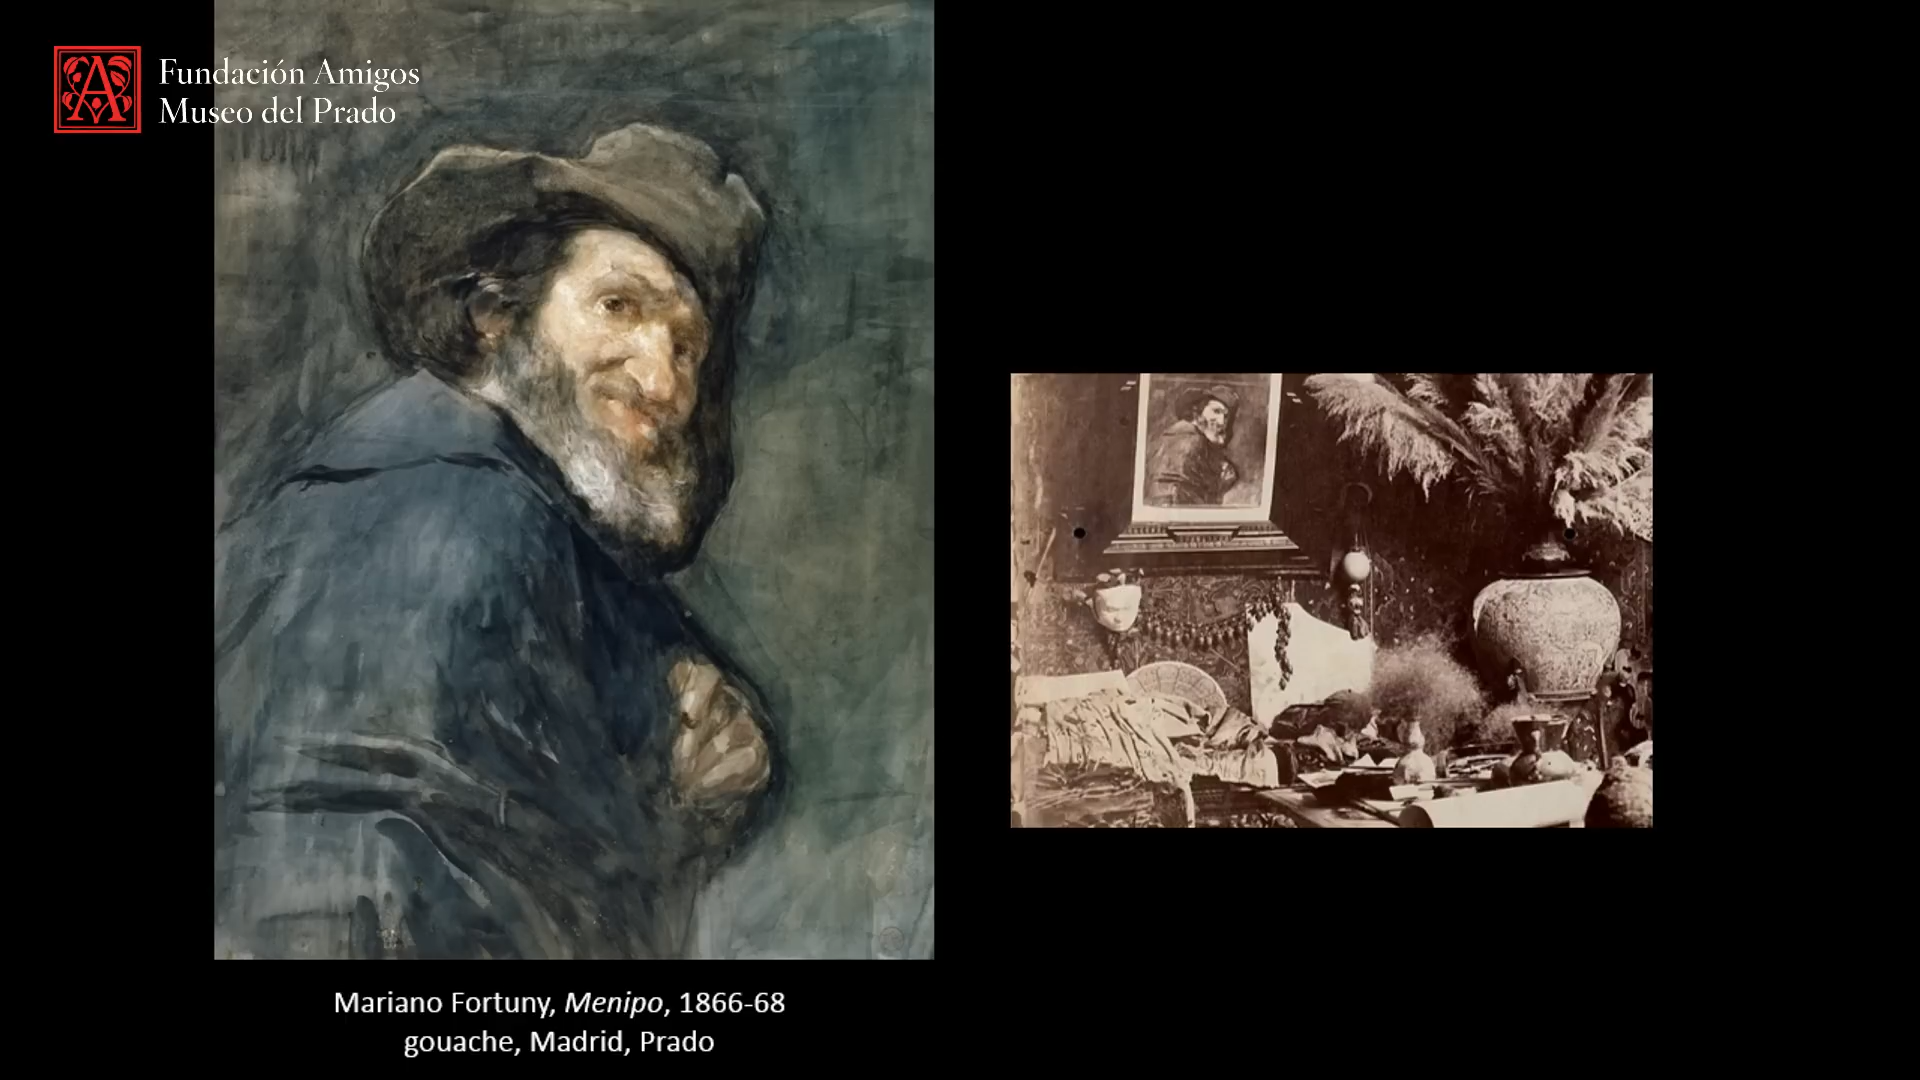 Fundación Amigos
Museo del Prado
Mariano Fortuny, Menipo, 1866-68
gouache, Madrid, Prado